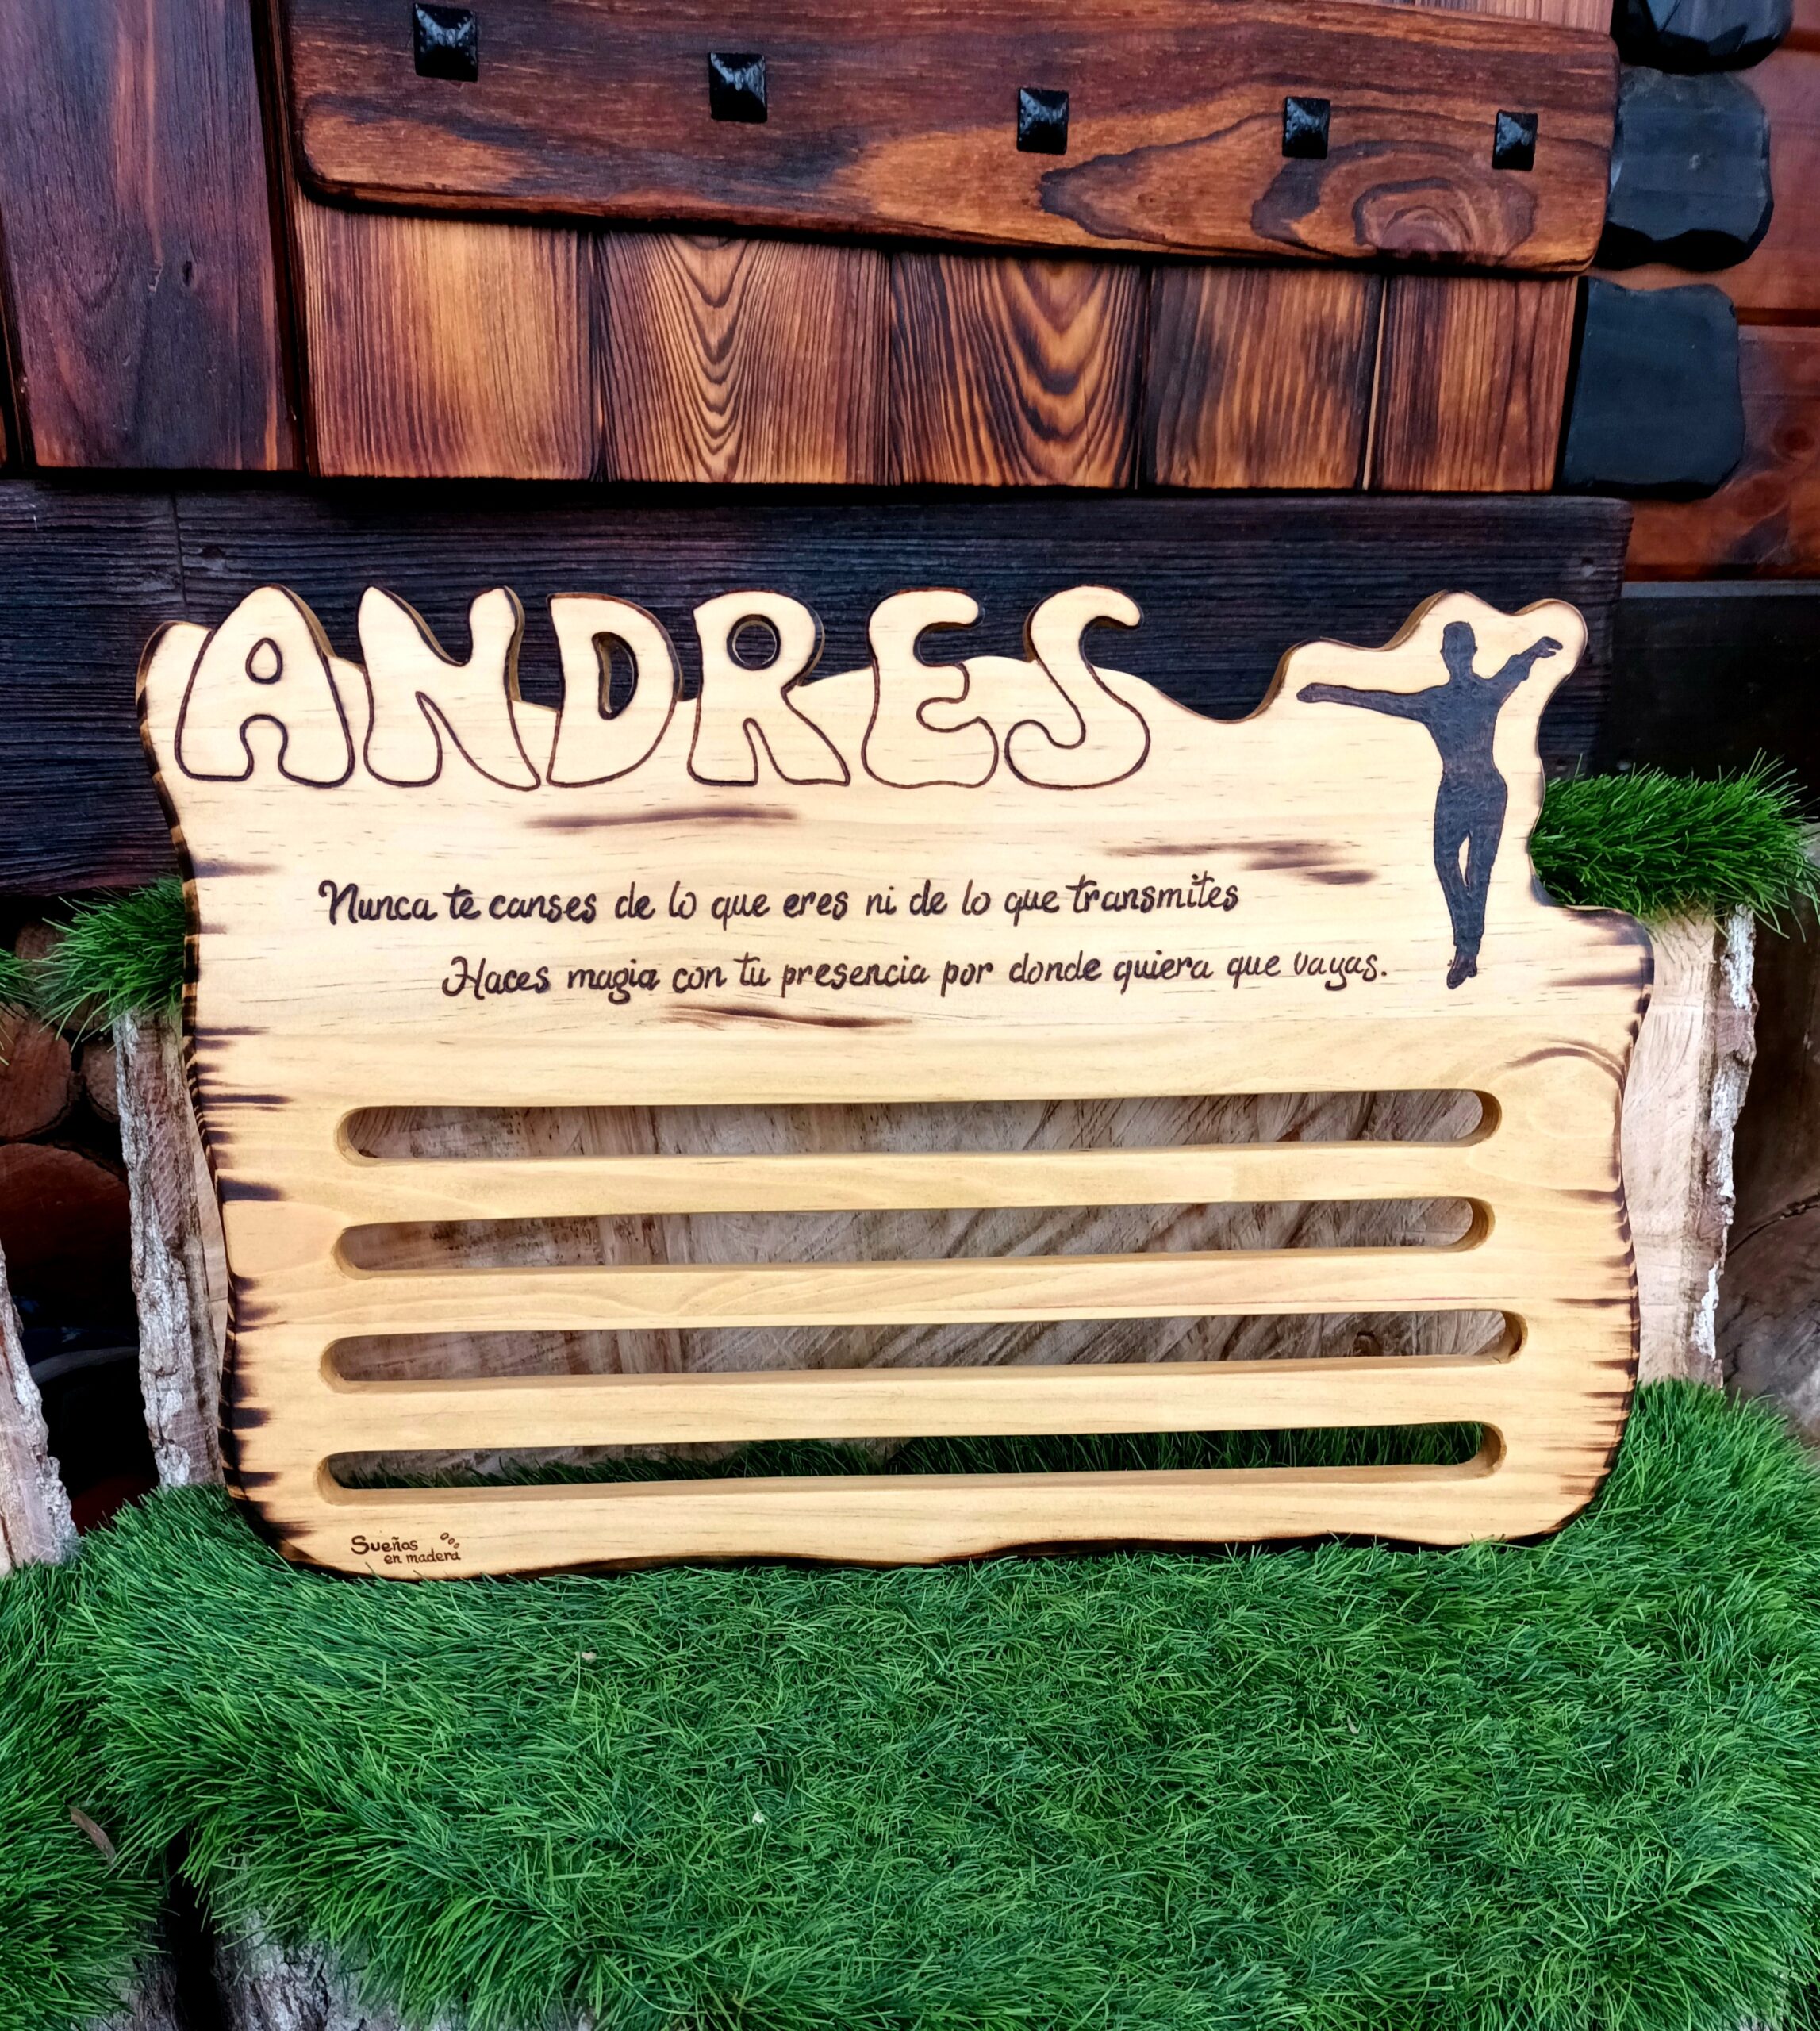 ANDRES
Nunca te canses de lo que eres ni de lo que transmites
Haces magia con tu presencia por donde quiera que vayas.
Sueños
en madera